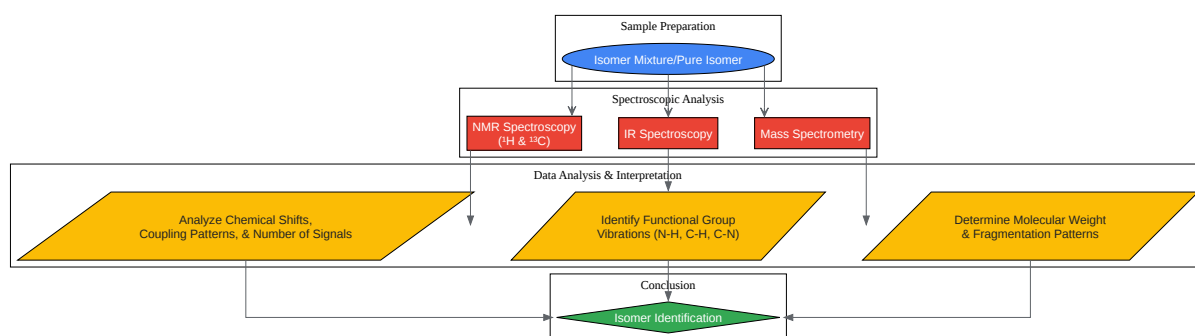 Sample Preparation
Isomer Mixture/Pure Isomer
Spectroscopic Analysis
NMR Spectroscopy
(¹H & ¹³C)
IR Spectroscopy
Mass Spectrometry
Data Analysis & Interpretation
Analyze Chemical Shifts,
Coupling Patterns, & Number of Signals
Identify Functional Group
Vibrations (N-H, C-H, C-N)
Determine Molecular Weight
& Fragmentation Patterns
Conclusion
Isomer Identification